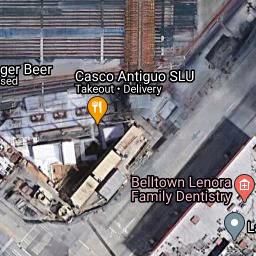 ger Beer
sed
Casco Antiguo SLU
Takeout • Delivery
Belltown Lenora
Family Dentistry
L